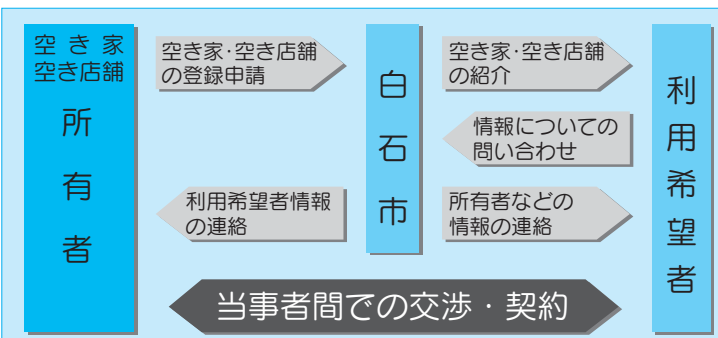 空き家
空き店舗
所有者
空き家・空き店舗
の登録申請
利用希望者情報
の連絡
白石市
空き家・空き店舗
の紹介
情報についての
問い合わせ
所有者などの
情報の連絡
利用希望者
当事者間での交渉・契約